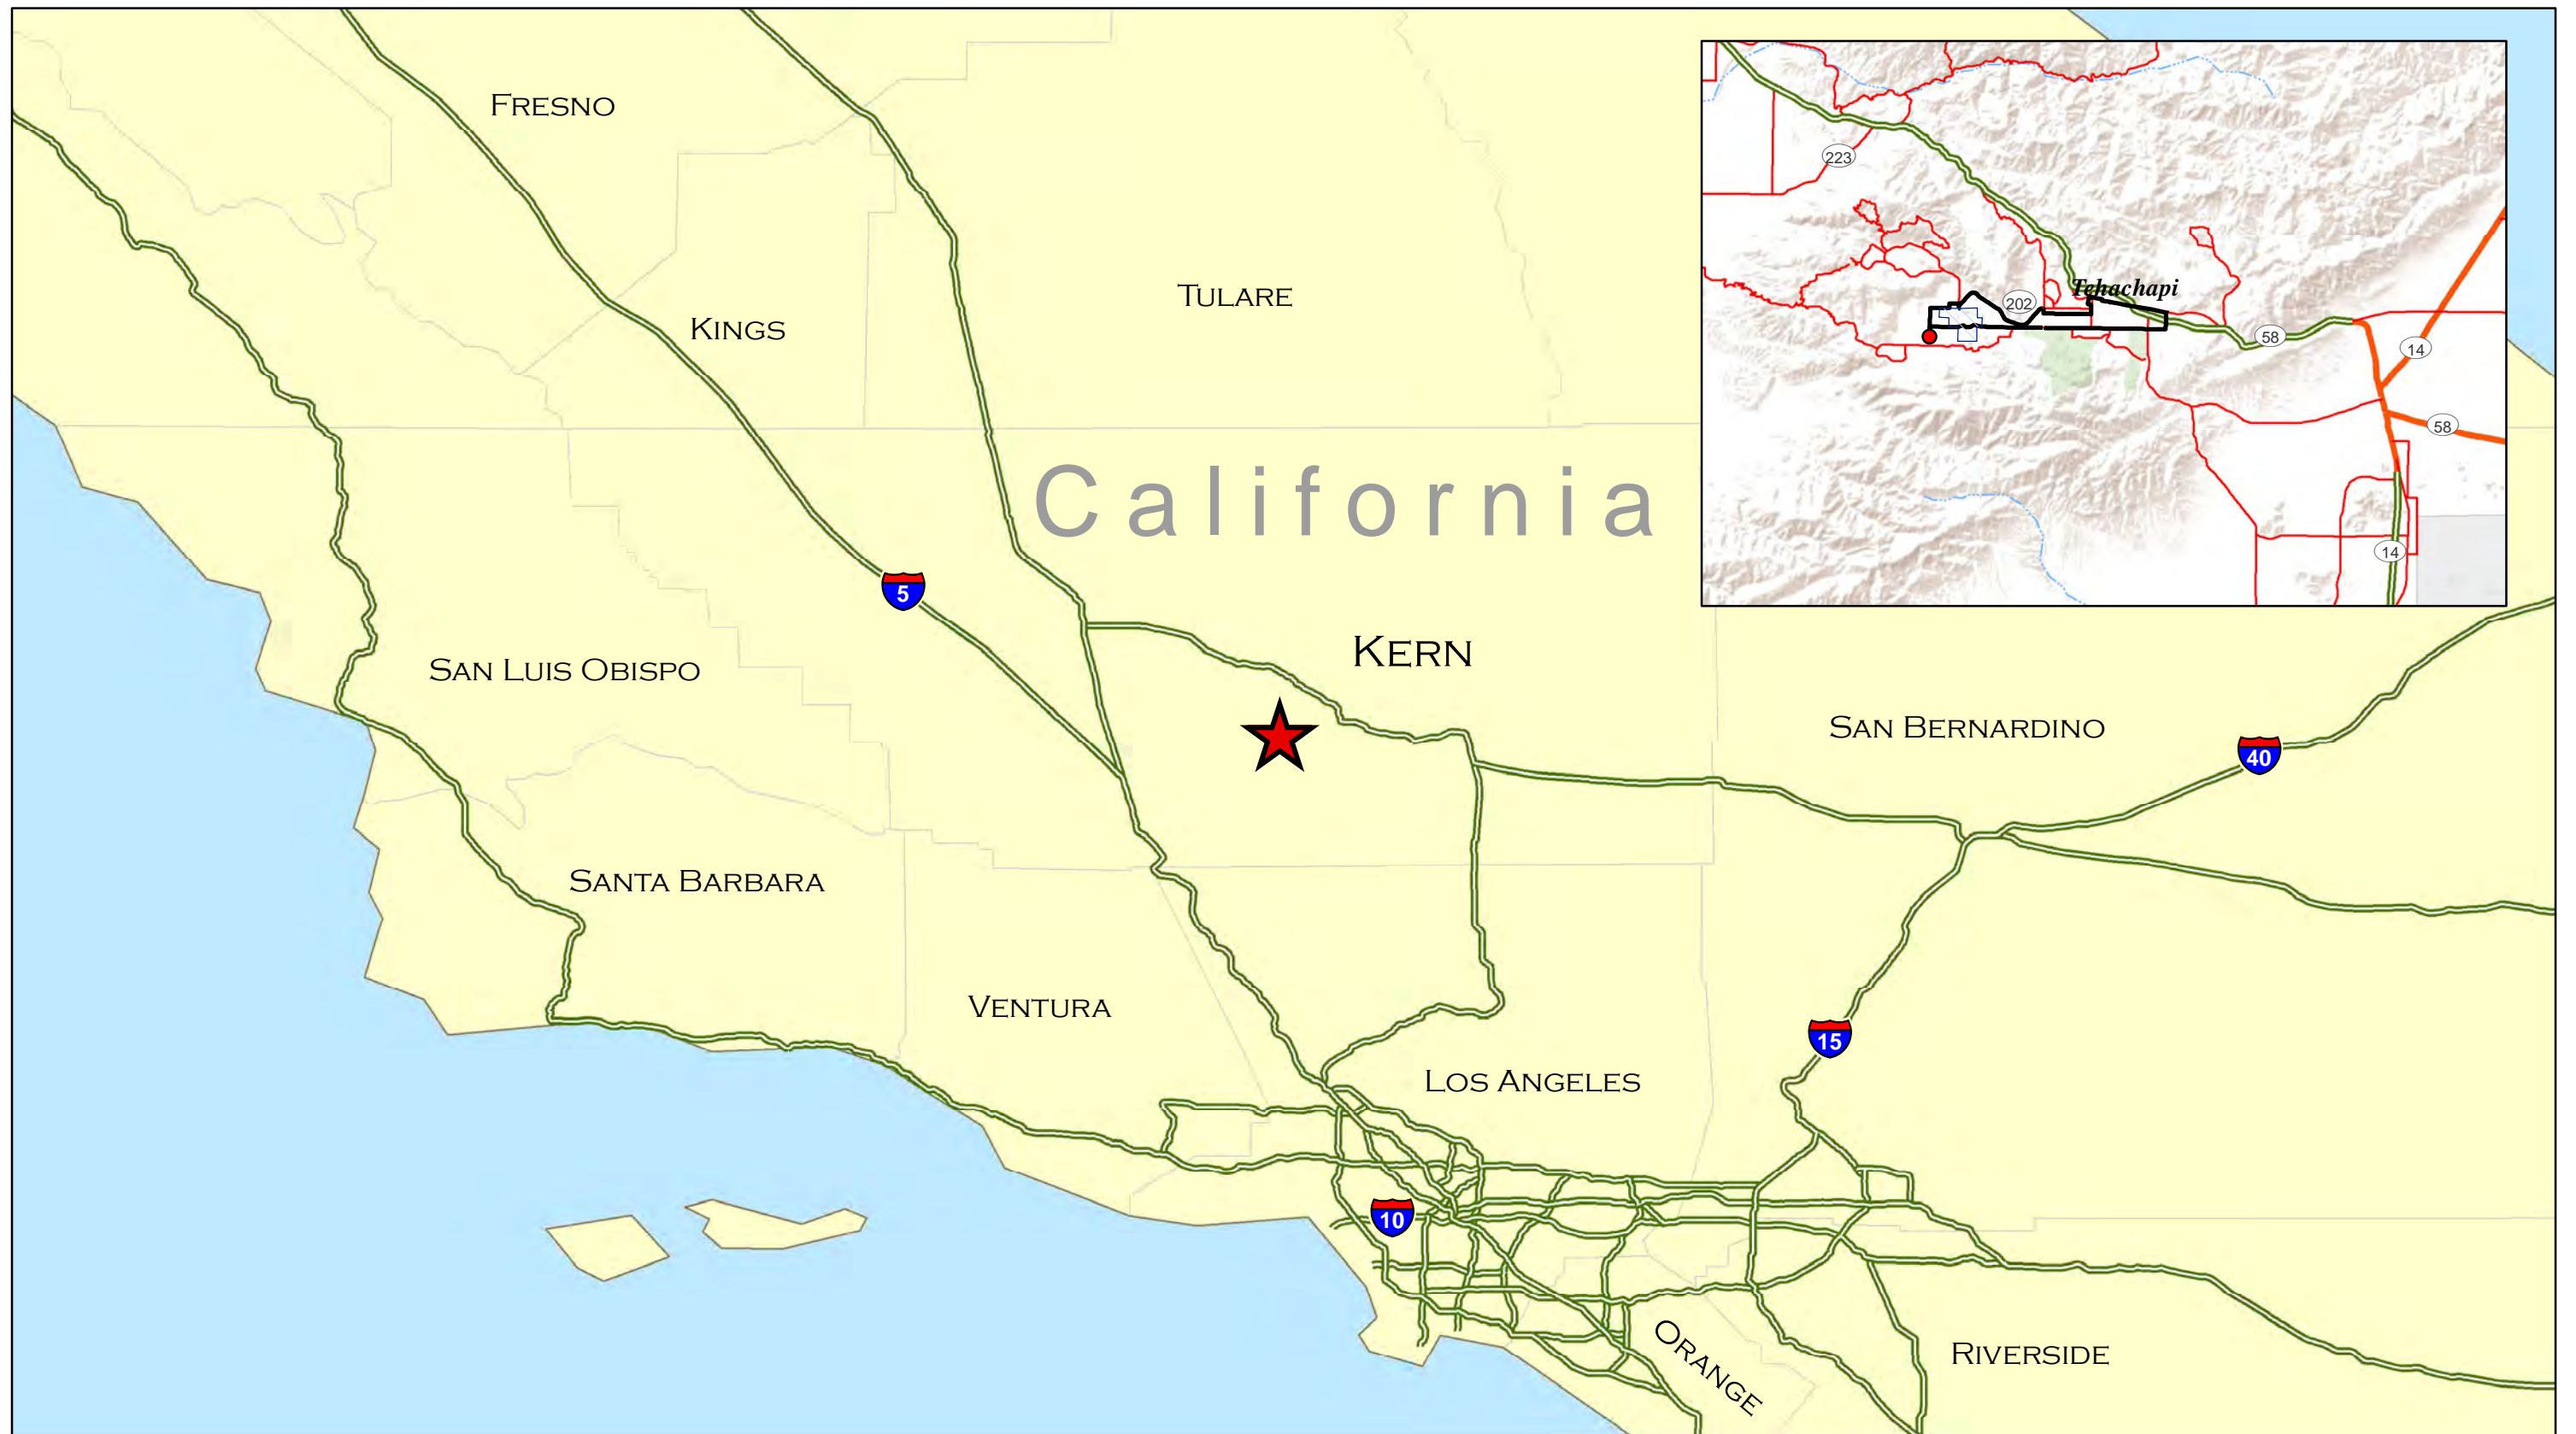 FRESNO
223
TULARE
Tehachapi
202
KINGS
58
14
58
California
14
5
KERN
SAN LUIS OBISPO
SAN BERNARDINO
40
SANTA BARBARA
VENTURA
15
LOS ANGELES
10
ORANGE
RIVERSIDE